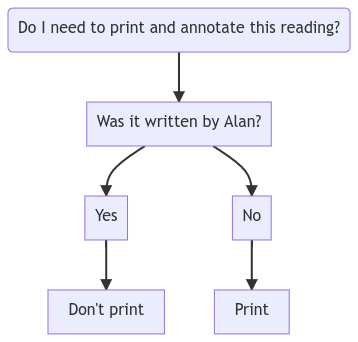 Do I need to print and annotate this reading?
Was it written by Alan?
Yes
No
Don't print
Print